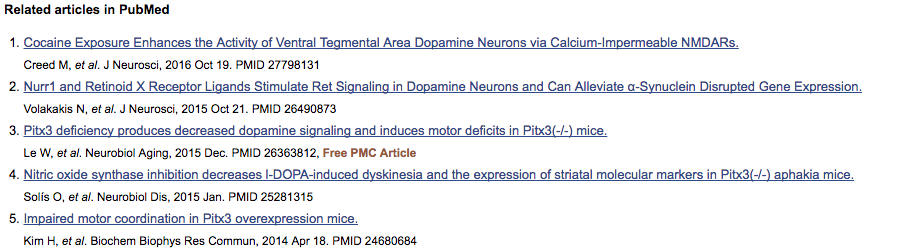 Related articles in PubMed
1. Cocaine Exposure Enhances the Activity of Ventral Tegmental Area Dopamine Neurons via Calcium-Impermeable NMDARs.
Creed M, et al. J Neurosci, 2016 Oct 19. PMID 27798131
2. Nurr1 and Retinoid X Receptor Ligands Stimulate Ret Signaling in Dopamine Neurons and Can Alleviate α-Synuclein Disrupted Gene Expression.
Volakakis N, et al. J Neurosci, 2015 Oct 21. PMID 26490873
3. Pitx3 deficiency produces decreased dopamine signaling and induces motor deficits in Pitx3(-/-) mice.
Le W, et al. Neurobiol Aging, 2015 Dec. PMID 26363812, Free PMC Article
4. Nitric oxide synthase inhibition decreases l-DOPA-induced dyskinesia and the expression of striatal molecular markers in Pitx3(-/-) aphakia mice.
Solís O, et al. Neurobiol Dis, 2015 Jan. PMID 25281315
5. Impaired motor coordination in Pitx3 overexpression mice.
Kim H, et al. Biochem Biophys Res Commun, 2014 Apr 18. PMID 24680684